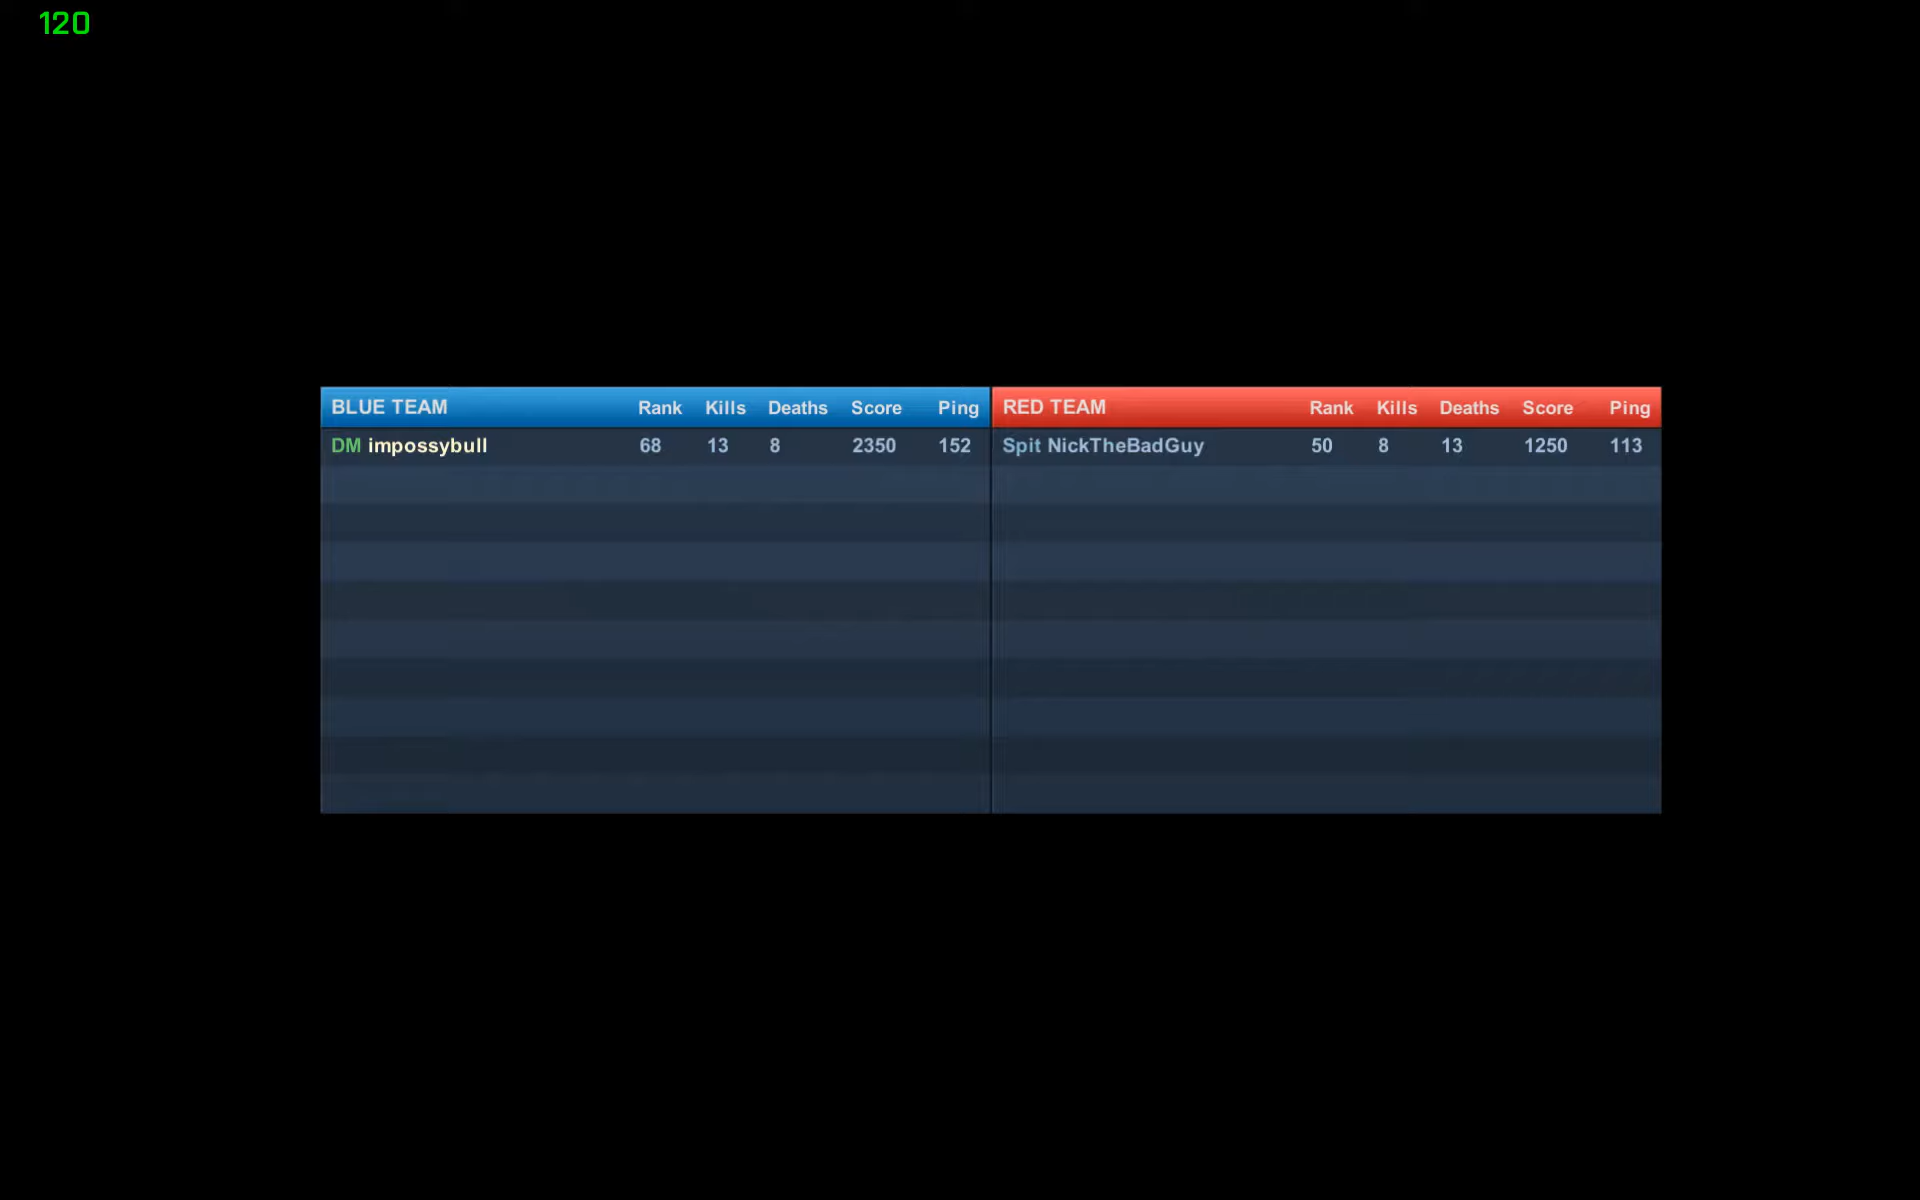 120
BLUE TEAM Rank Kills Deaths Score Ping RED TEAM Rank Kills Deaths Score Ping
DM impossybull 68 13 8 2350 152 Spit NickTheBadGuy 50 8 13 1250 113